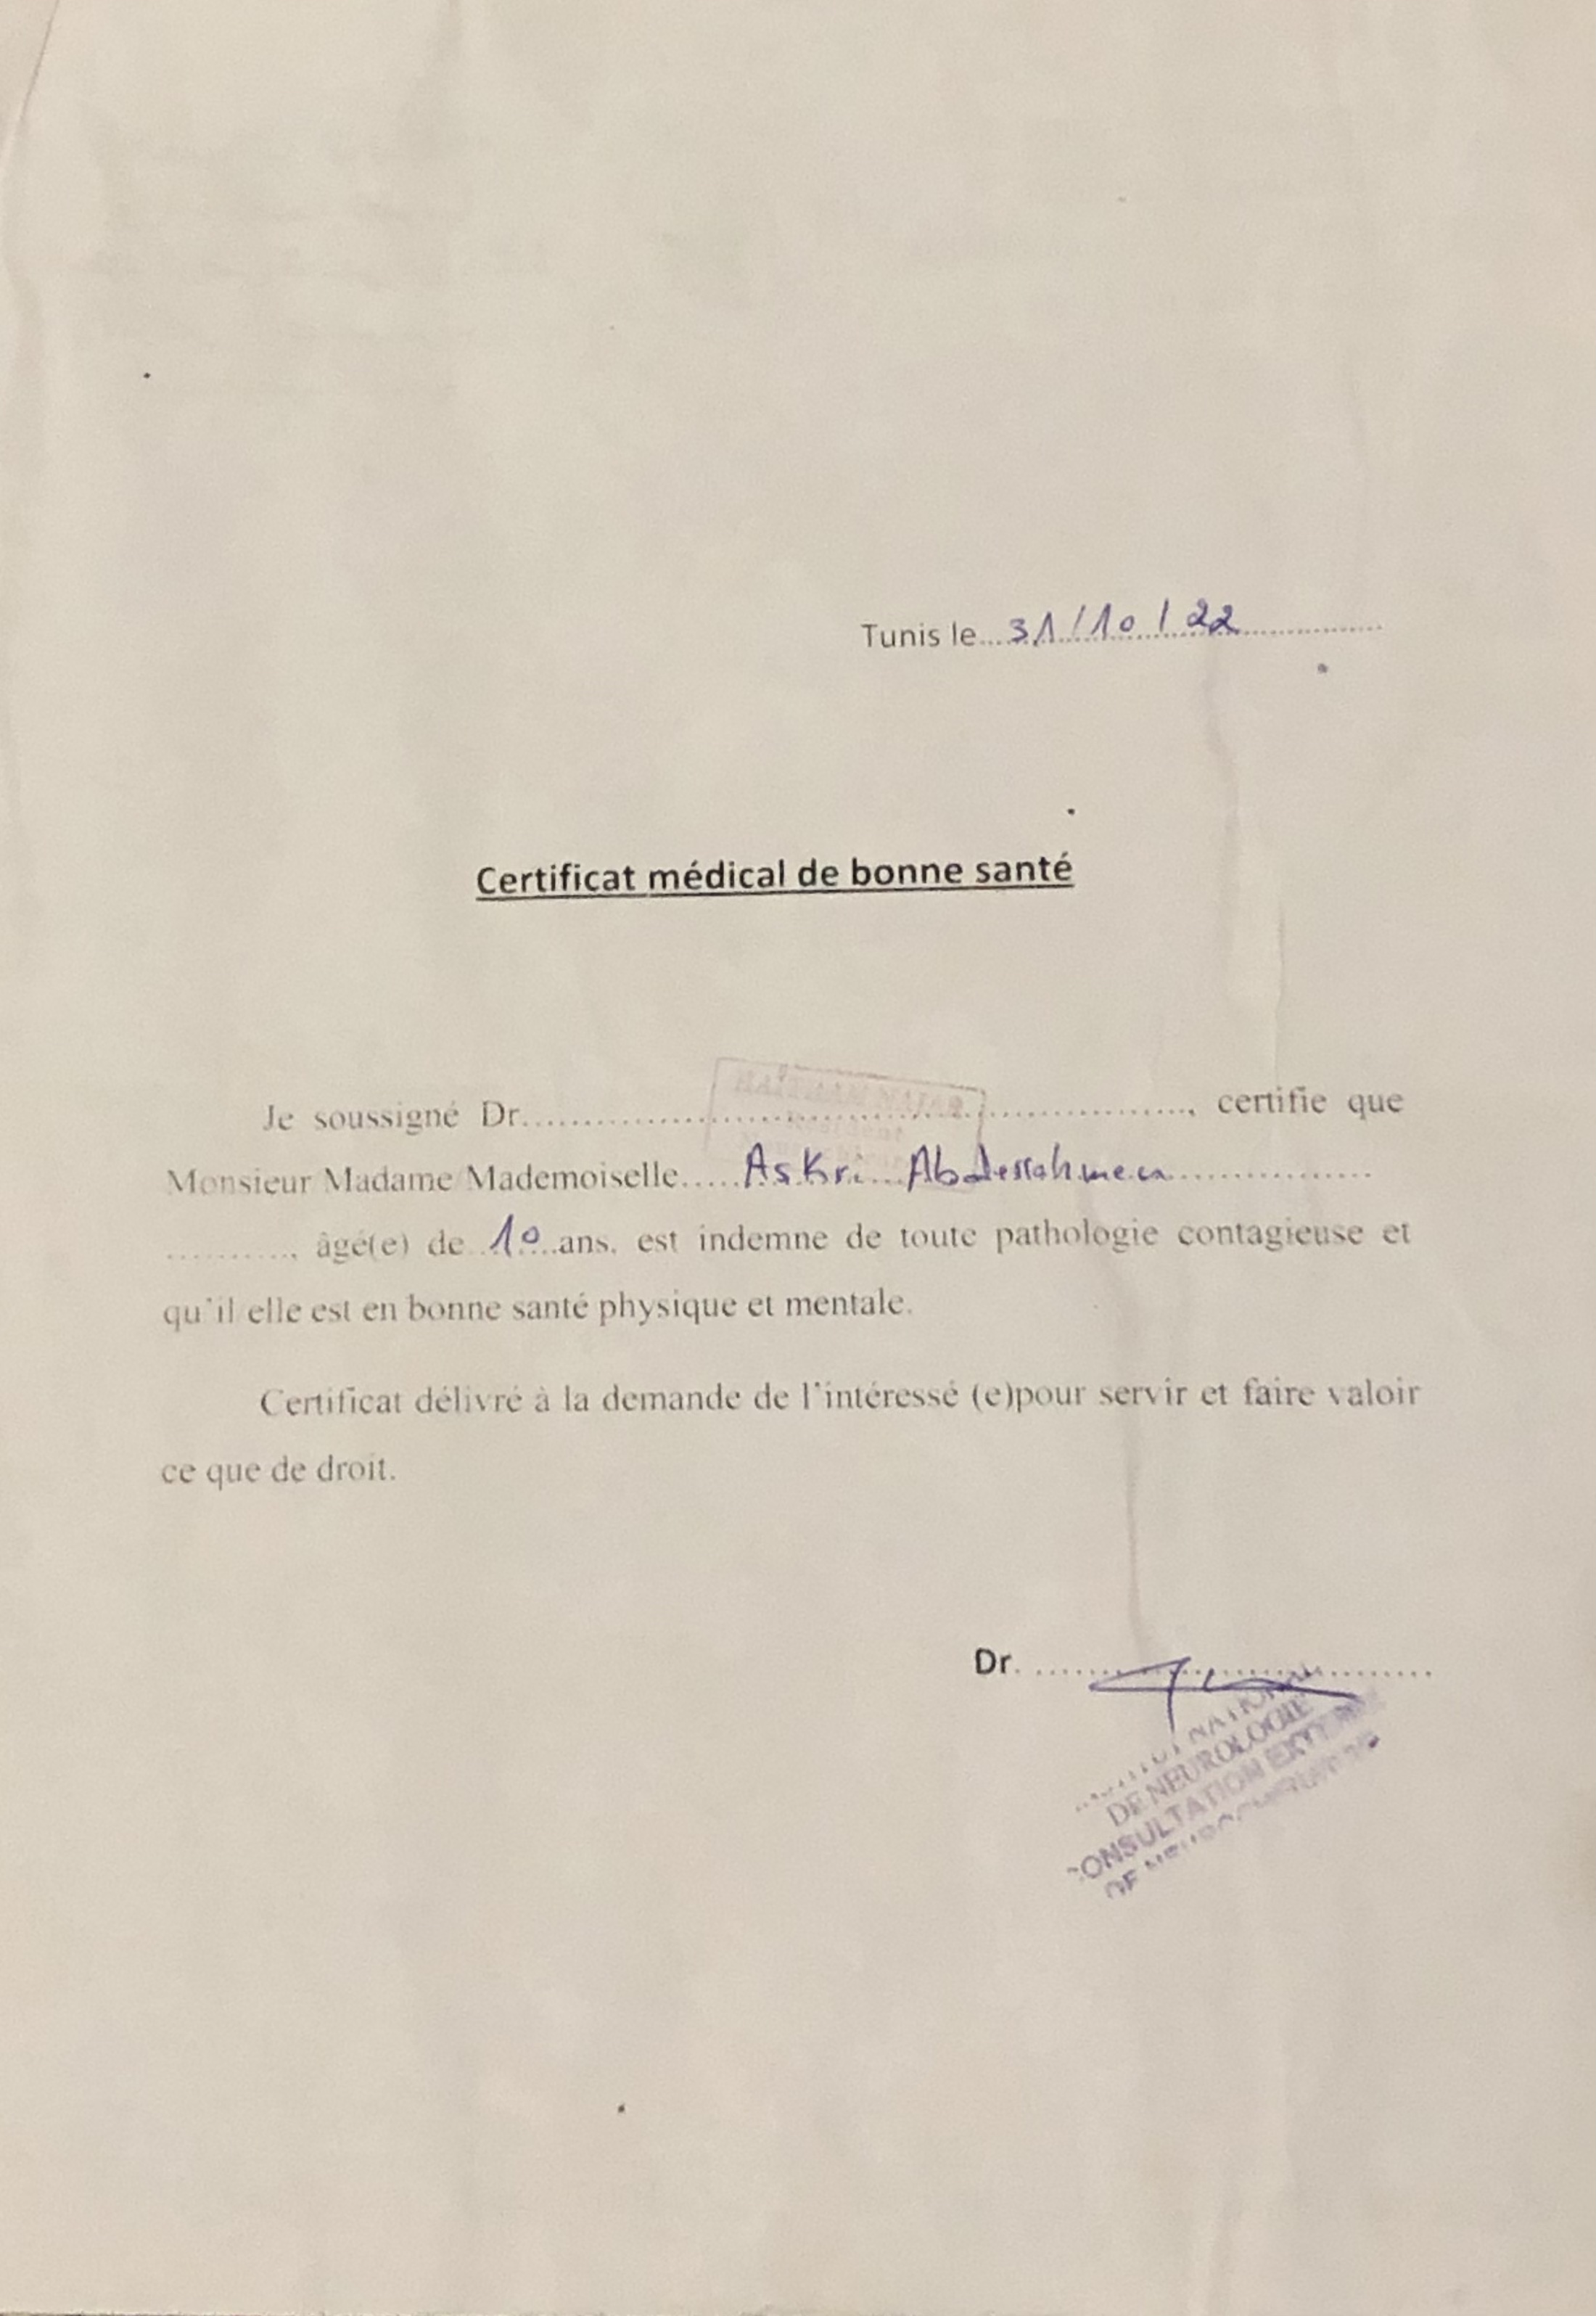 Tunis le....31/10/22....................
Certificat médical de bonne santé
Je soussigné Dr..........................................................., certifie que
Monsieur Madame/Mademoiselle.....Askri...Abderrahmen...................
..........., âgé(e) de 10 ans, est indemne de toute pathologie contagieuse et
qu'il/elle est en bonne santé physique et mentale.
Certificat délivré à la demande de l'intéressé (e)pour servir et faire valoir
ce que de droit.
Dr. ........................................
NATIONAL
DE NEUROLOGIE
CONSULTATION EXTERNE
DE